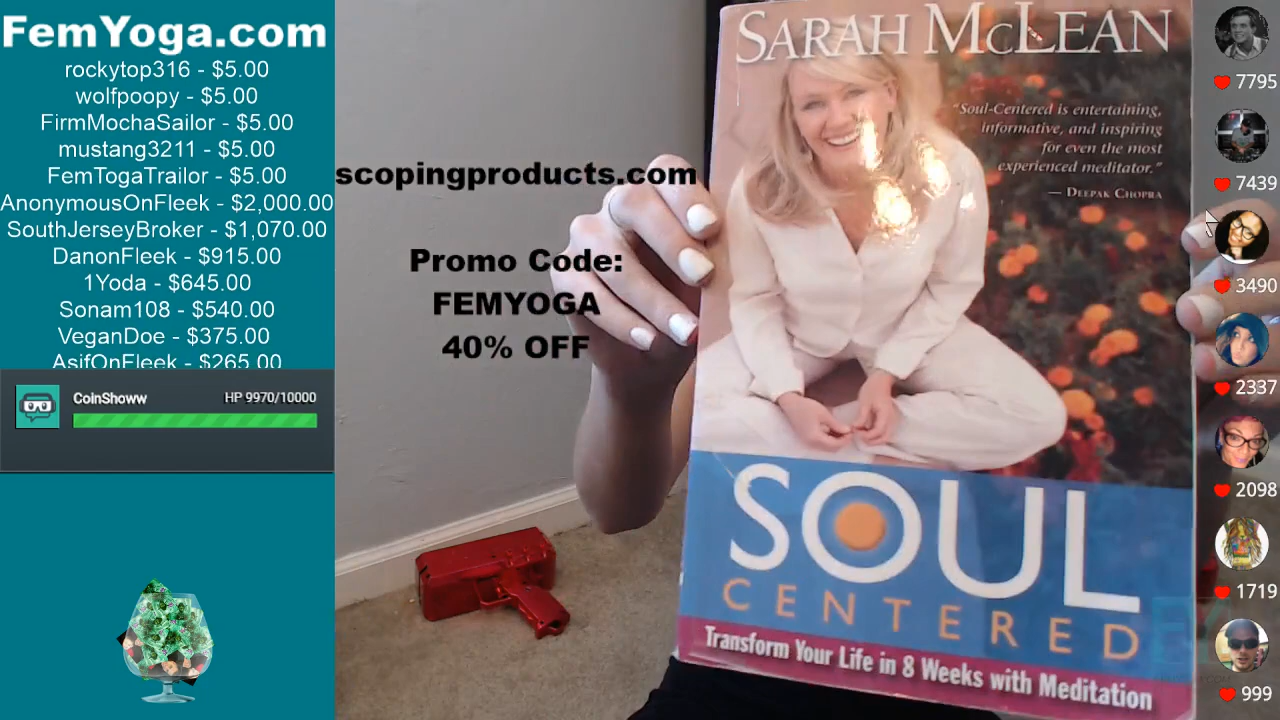 FemYoga.com
rockytop316 - $5.00
wolfpoopy - $5.00
FirmMochaSailor - $5.00
mustang3211 - $5.00
FemTogaTrailor - $5.00
AnonymousOnFleek - $2,000.00
SouthJerseyBroker - $1,070.00
DanonFleek - $915.00
1Yoda - $645.00
Sonam108 - $540.00
VeganDoe - $375.00
AsifOnFleek - $265.00
CoinShoww HP 9970/10000
scopingproducts.com
Promo Code:
FEMYOGA
40% OFF
SARAH MCLEAN
"Soul-Centered is entertaining,
informative, and inspiring
for even the most
experienced meditator."
— DEEPAK CHOPRA
SOUL
CENTERED
Transform Your Life in 8 Weeks with Meditation
7795
7439
3490
2337
2098
1719
999